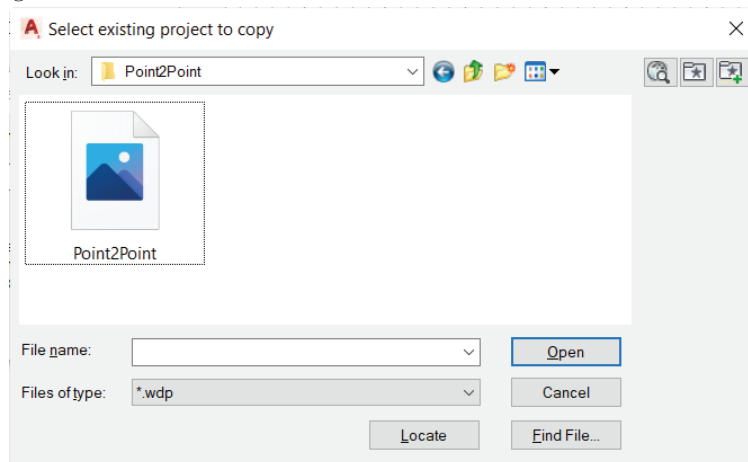 Select existing project to copy
Look in: Point2Point
Point2Point
File name: Open
Files of type: *.wdp Cancel
Locate Find File...